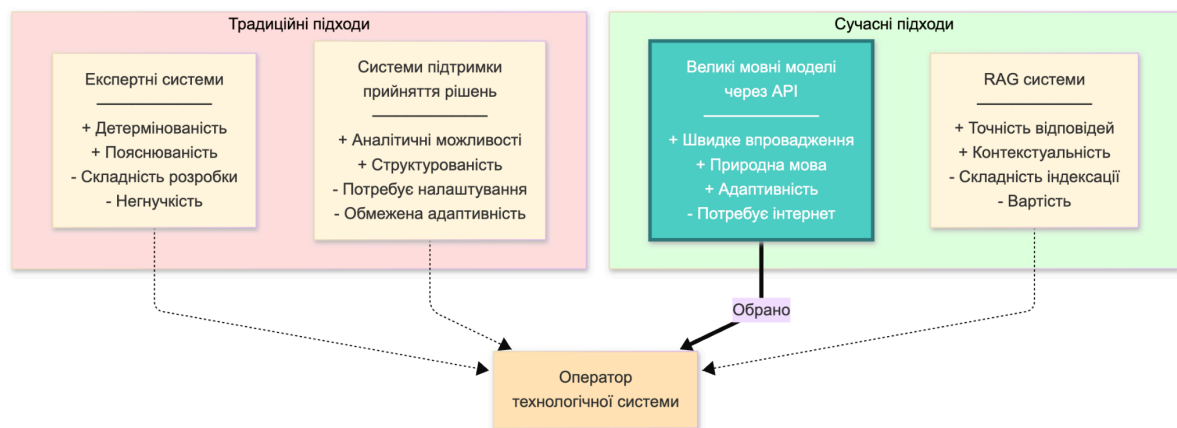 Традиційні підходи
Експертні системи
+ Детермінованість
+ Пояснюваність
- Складність розробки
- Негнучкість
Системи підтримки
прийняття рішень
+ Аналітичні можливості
+ Структурованість
- Потребує налаштування
- Обмежена адаптивність
Сучасні підходи
Великі мовні моделі
через API
+ Швидке впровадження
+ Природна мова
+ Адаптивність
- Потребує інтернет
RAG системи
+ Точність відповідей
+ Контекстуальність
- Складність індексації
- Вартість
Обрано
Оператор
технологічної системи